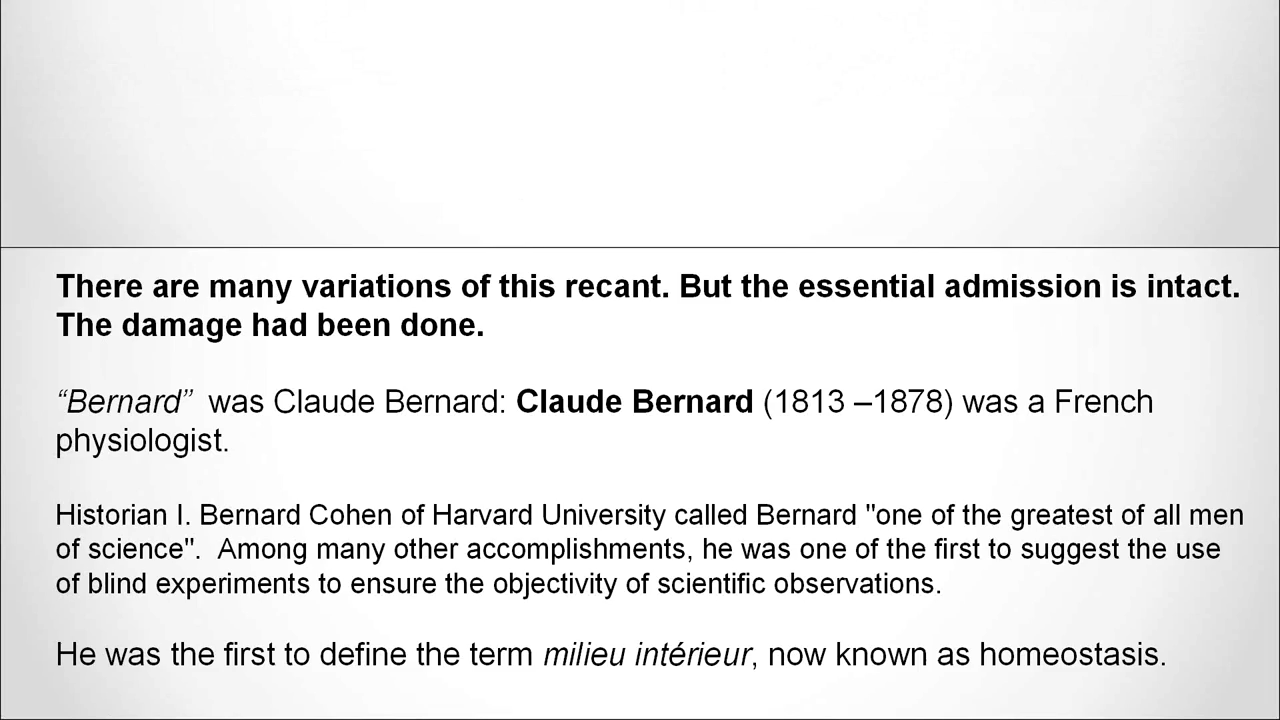 There are many variations of this recant. But the essential admission is intact.
The damage had been done.
“Bernard”  was Claude Bernard: Claude Bernard (1813 –1878) was a French
physiologist.
Historian I. Bernard Cohen of Harvard University called Bernard "one of the greatest of all men
of science".  Among many other accomplishments, he was one of the first to suggest the use
of blind experiments to ensure the objectivity of scientific observations.
He was the first to define the term milieu intérieur, now known as homeostasis.